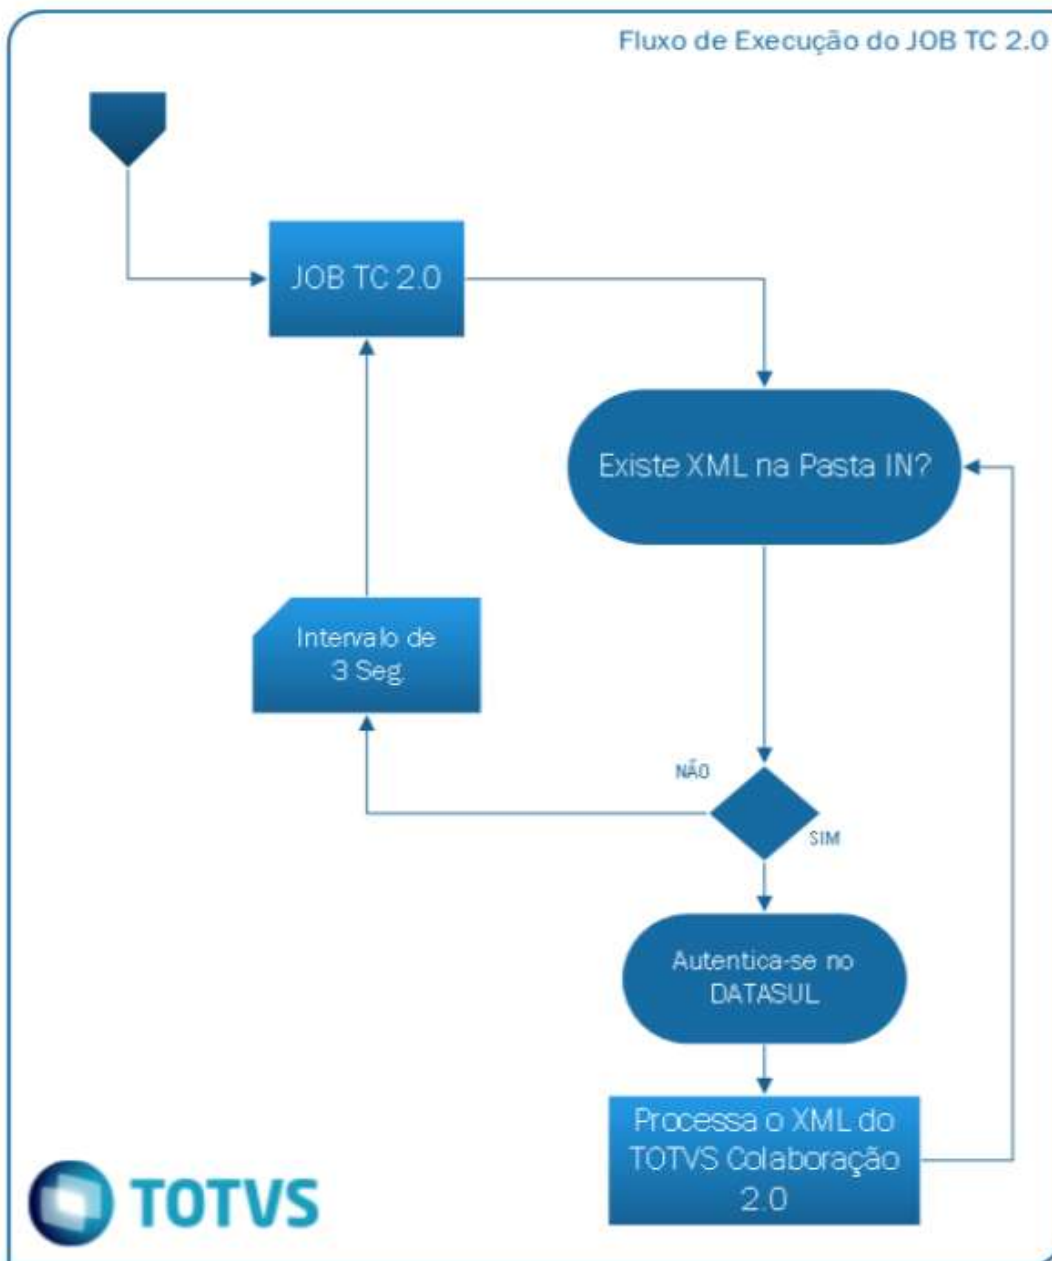 Fluxo de Execução do JOB TC 2.0
JOB TC 2.0
Existe XML na Pasta IN?
Intervalo de
3 Seg.
NÃO
SIM
Autentica-se no
DATASUL
Processa o XML do
TOTVS Colaboração
2.0
TOTVS